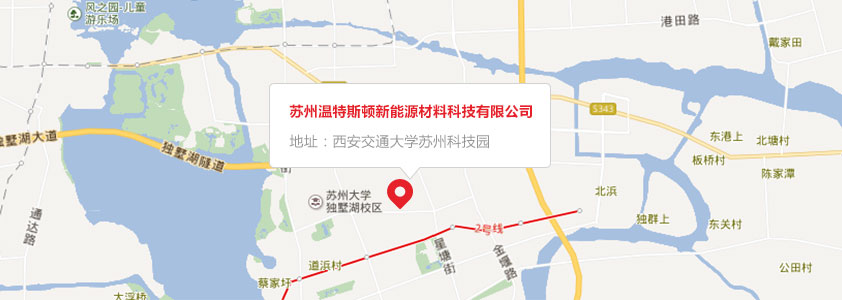 风之园·儿童
游乐场
港田路
戴家田
苏州温特斯顿新能源材料科技有限公司
地址：西安交通大学苏州科技园
S343
独墅湖大道
独墅湖隧道
街
东港上
北塘村
板桥村
陈家潭
苏州大学
独墅湖校区
北浜
通达路
独群上
东关村
2号线
星塘街
金堰路
道浜村
蔡家圩
公田村
大浮桥